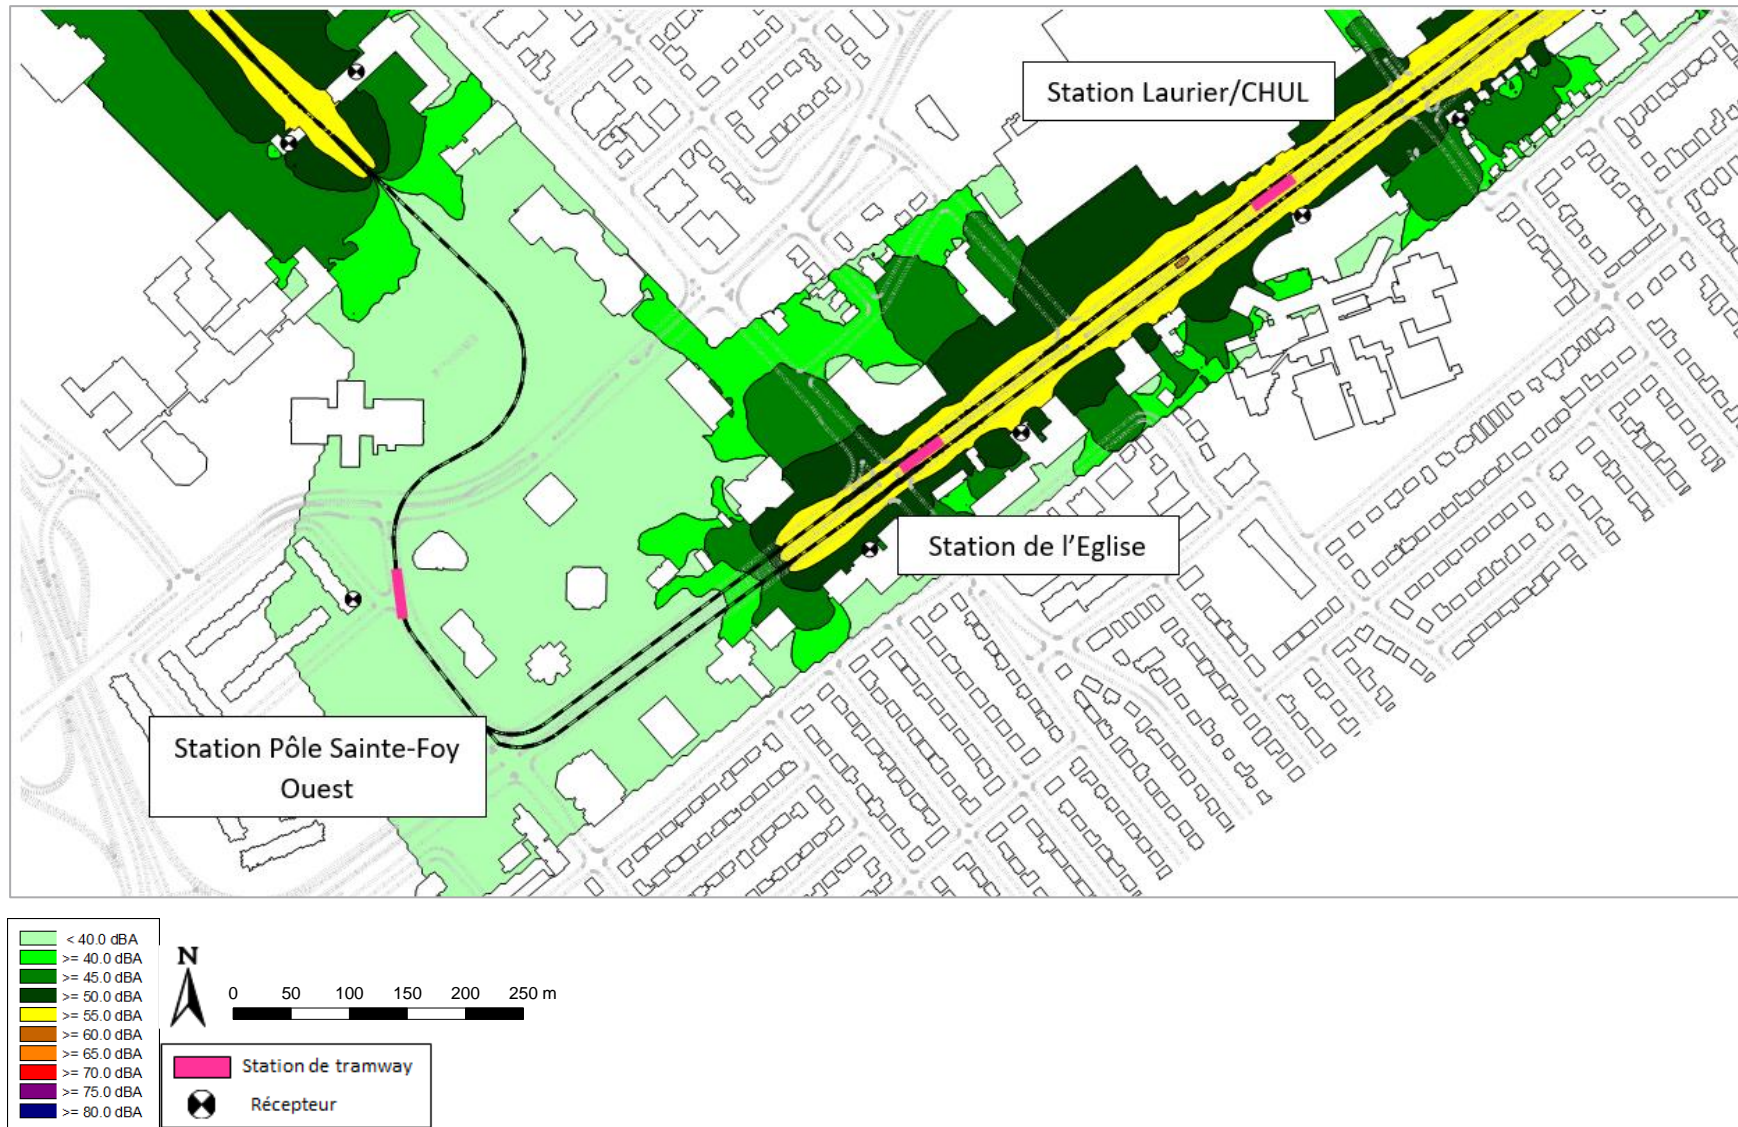 Station Laurier/CHUL
Station de l'Eglise
Station Pôle Sainte-Foy
Ouest
< 40.0 dBA
>= 40.0 dBA
>= 45.0 dBA
>= 50.0 dBA
>= 55.0 dBA
>= 60.0 dBA
>= 65.0 dBA
>= 70.0 dBA
>= 75.0 dBA
>= 80.0 dBA
N
0 50 100 150 200 250 m
Station de tramway
Récepteur